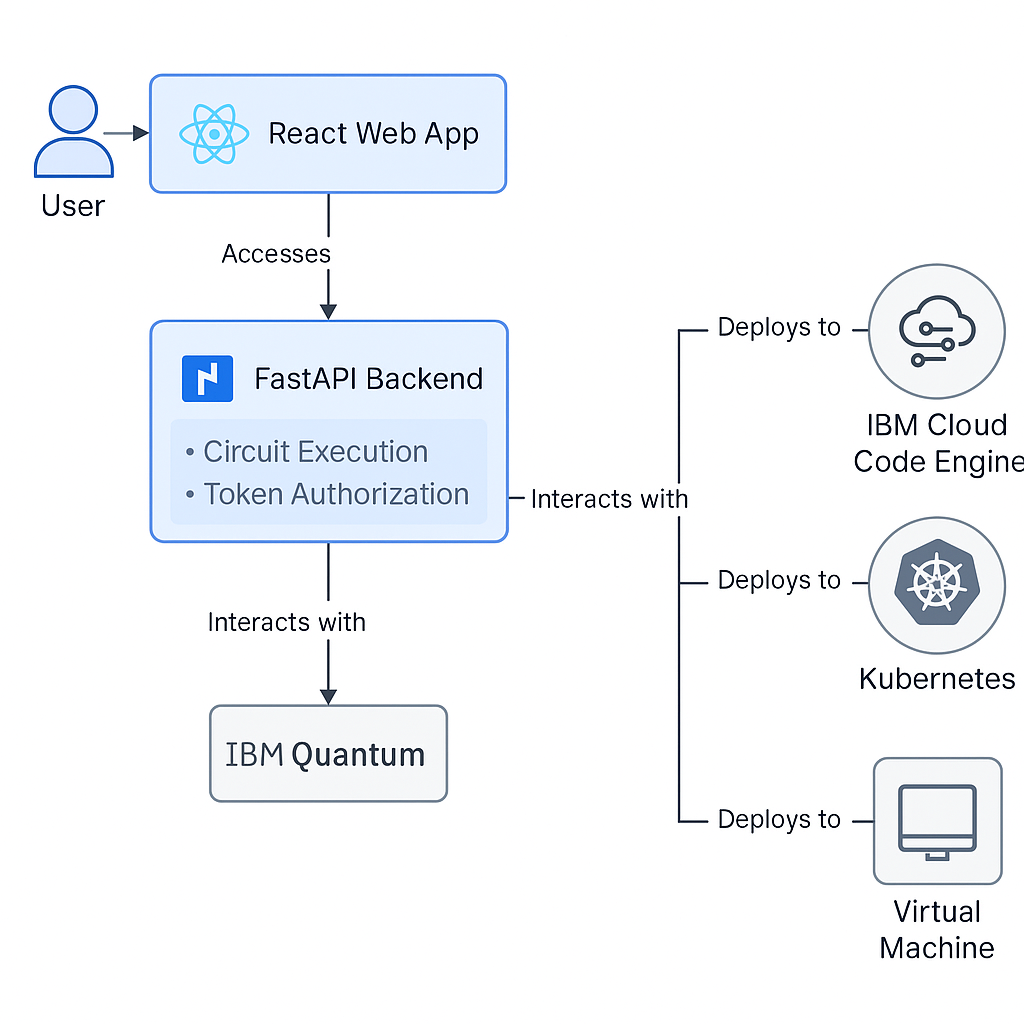 React Web App
User
Accesses
FastAPI Backend
• Circuit Execution
• Token Authorization
Interacts with
Interacts with
IBM Quantum
Deploys to
IBM Cloud
Code Engine
Deploys to
Kubernetes
Deploys to
Virtual
Machine